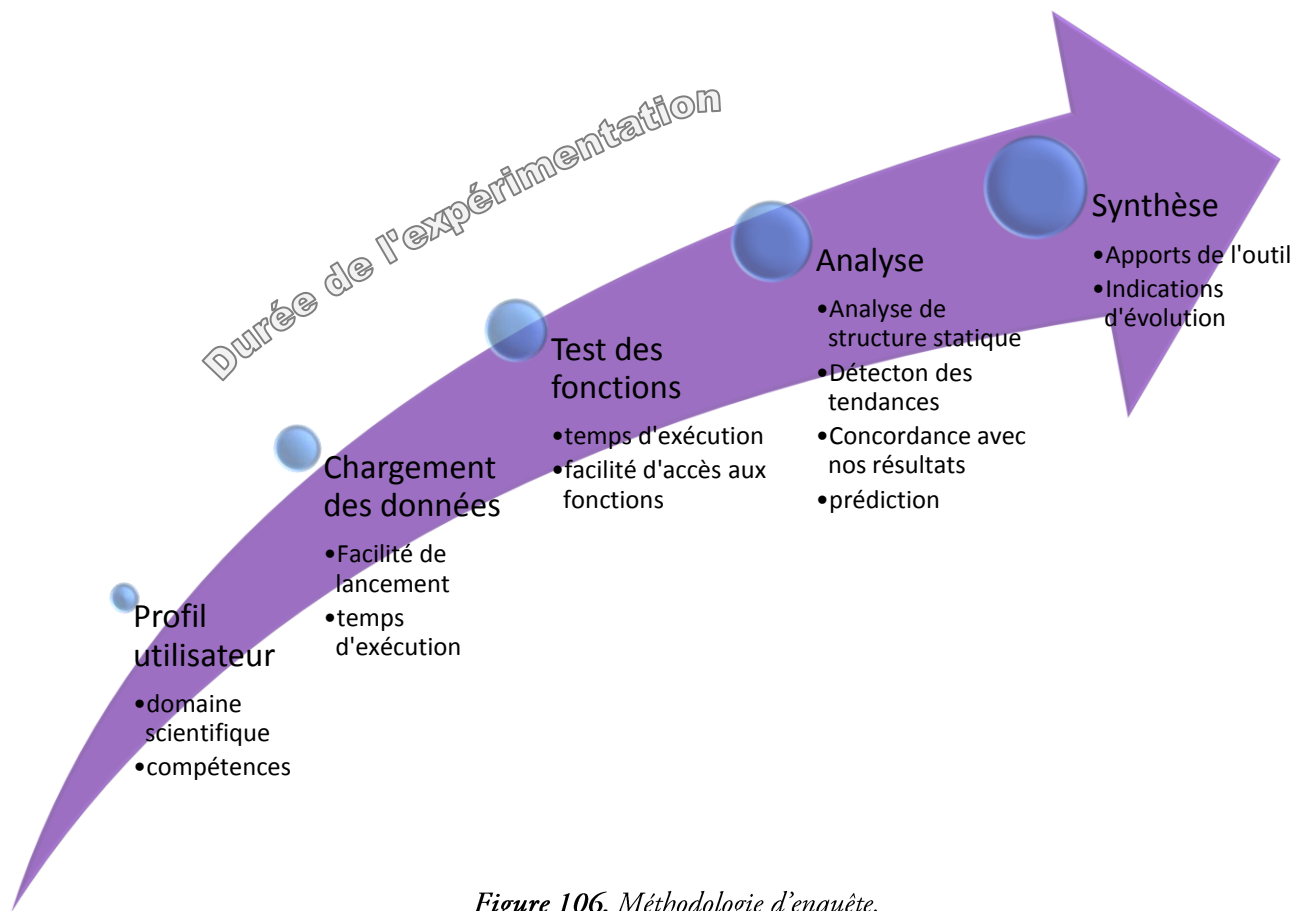 Durée de l'expérimentation
Profil
utilisateur
•domaine
scientifique
•compétences
Chargement
des données
•Facilité de
lancement
•temps
d'exécution
Test des
fonctions
•temps d'exécution
•facilité d'accès aux
fonctions
Analyse
•Analyse de
structure statique
•Détecton des
tendances
•Concordance avec
nos résultats
•prédiction
Synthèse
•Apports de l'outil
•Indications
d'évolution
Figure 106. Méthodologie d’enquête.